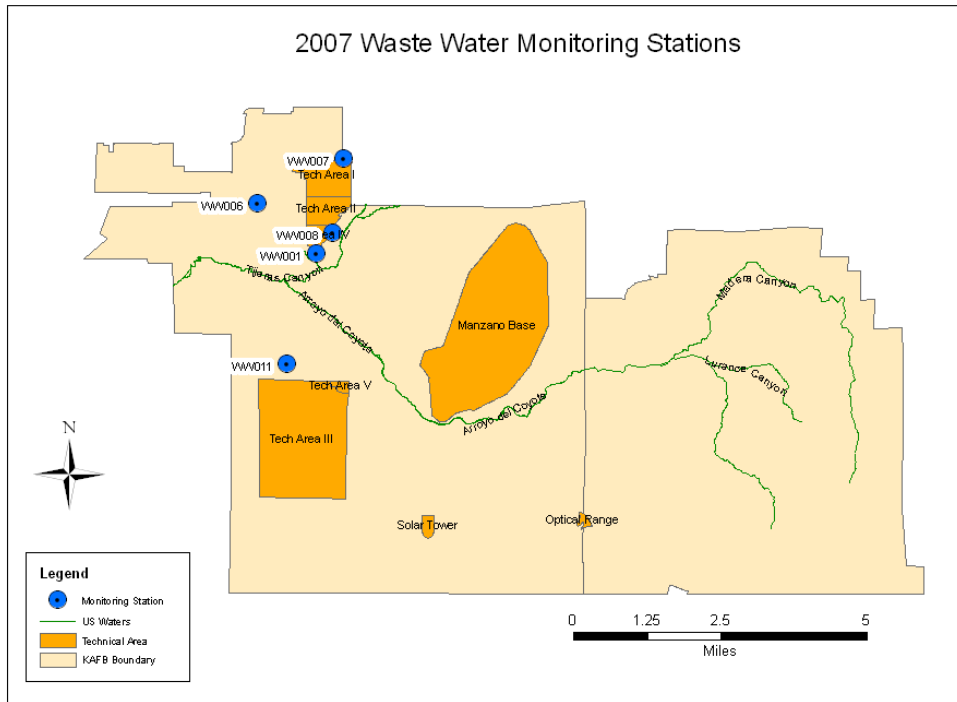 2007 Waste Water Monitoring Stations
WW007
Tech Area I
WW006
Tech Area II
WW008
WW001
Tijeras Canyon
Arroyo del Coyote
Madera Canyon
Manzano Base
Lurance Canyon
WW011
Tech Area V
Arroyo del Coyote
Tech Area III
N
Solar Tower
Optical Range
Legend
Monitoring Station
US Waters
Technical Area
KAFB Boundary
0 1.25 2.5 5
Miles